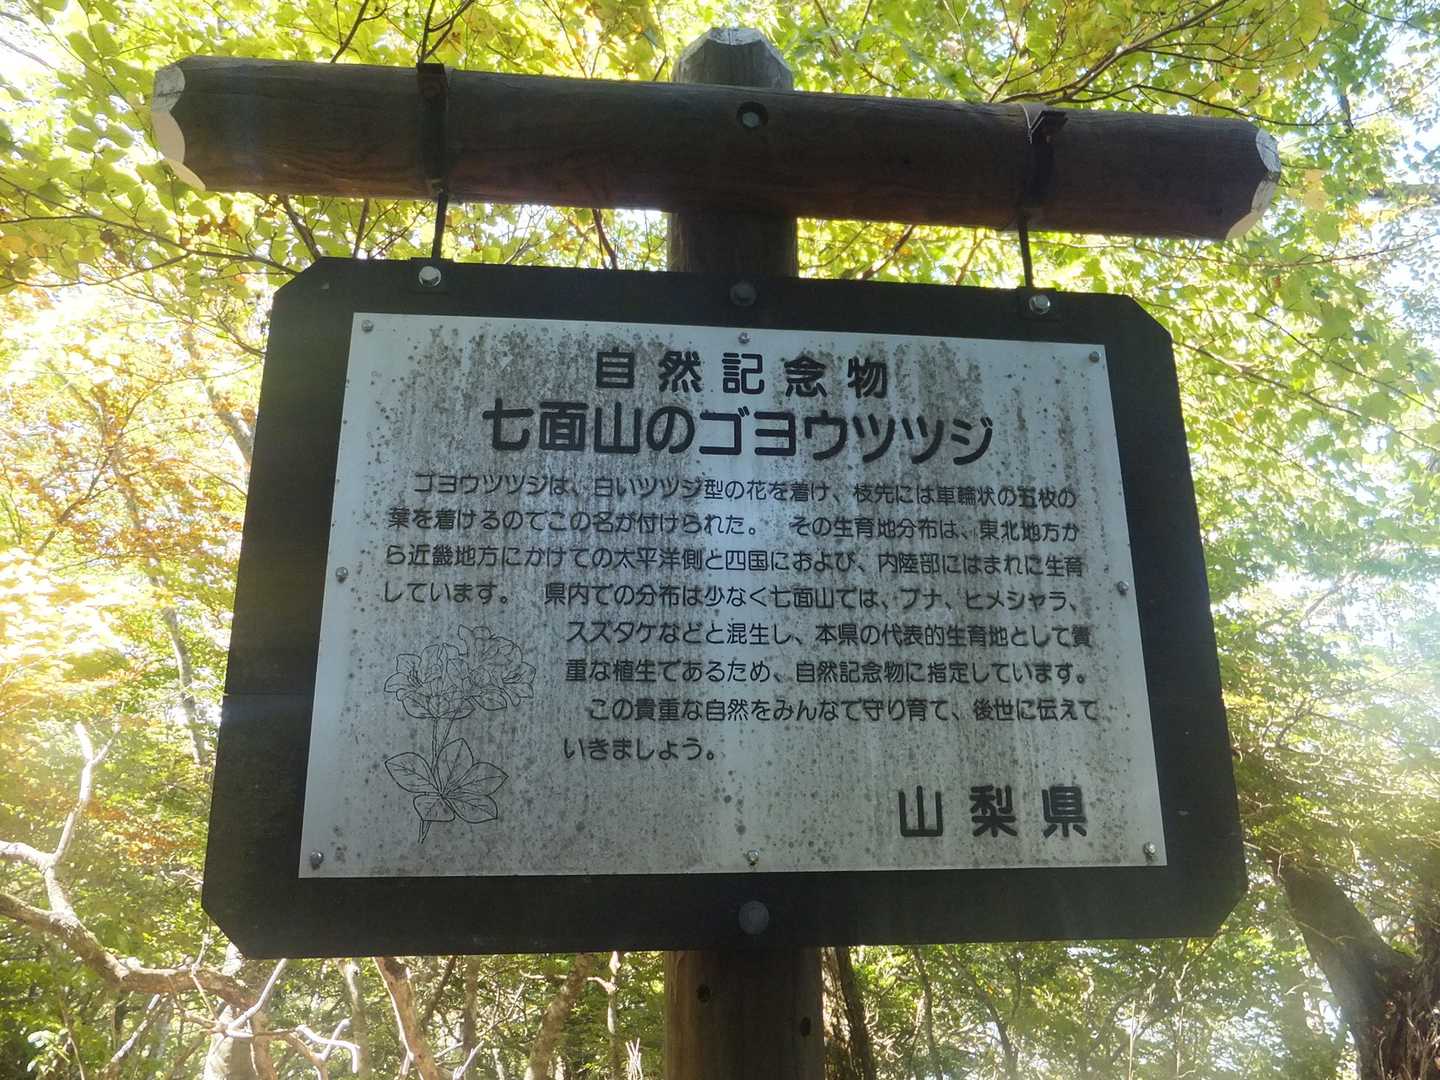 自然記念物
七面山のゴヨウツツジ
ゴヨウツツジは、白いツツジ型の花を着け、枝先には車輪状の五枚の
葉を着けるのでこの名が付けられた。　その生育地分布は、東北地方か
ら近畿地方にかけての太平洋側と四国におよび、内陸部にはまれに生育
しています。　県内での分布は少なく七面山では、ブナ、ヒメシャラ、
スズタケなどと混生し、本県の代表的生育地として貴
重な植生であるため、自然記念物に指定しています。
この貴重な自然をみんなで守り育て、後世に伝えて
いきましょう。
山梨県